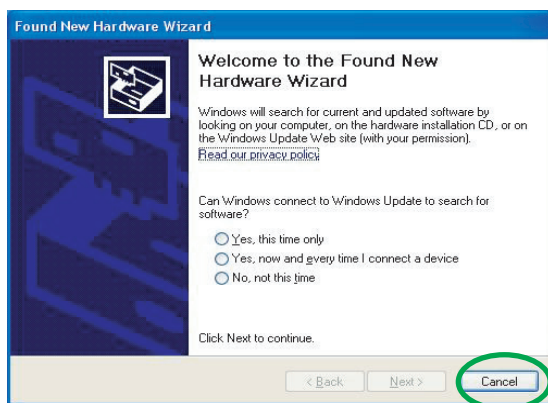 Found New Hardware Wizard
Welcome to the Found New
Hardware Wizard
Windows will search for current and updated software by
looking on your computer, on the hardware installation CD, or on
the Windows Update Web site (with your permission).
Read our privacy policy
Can Windows connect to Windows Update to search for
software?
Yes, this time only
Yes, now and every time I connect a device
No, not this time
Click Next to continue.
< Back Next > Cancel